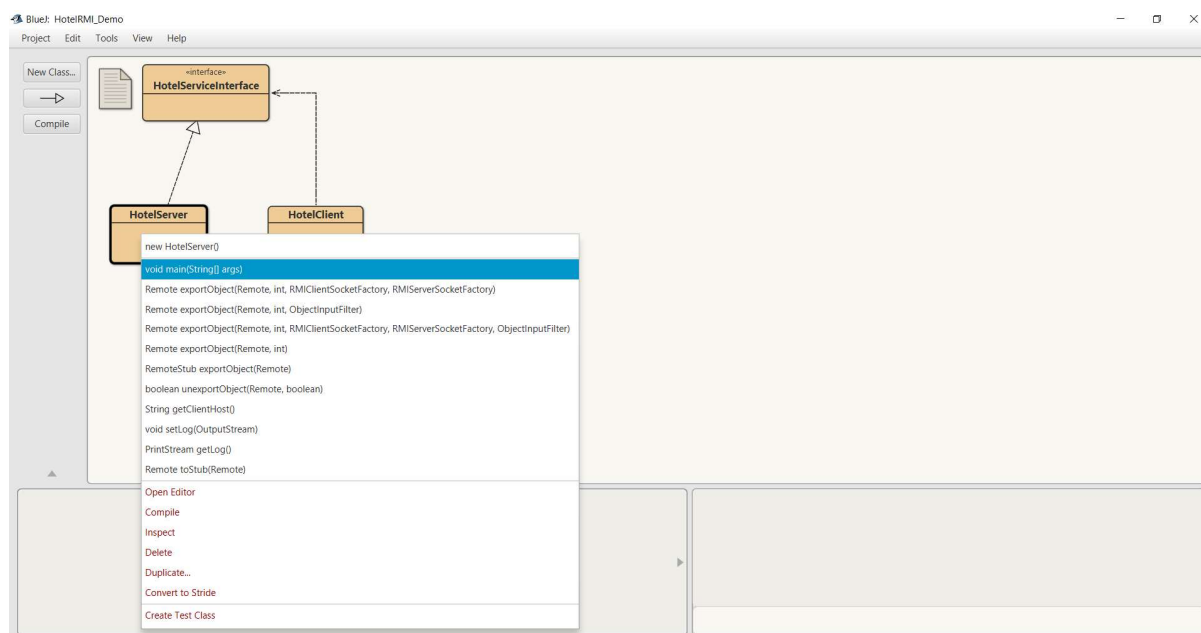 BlueJ: HotelRMI_Demo
Project Edit Tools View Help
New Class...
Compile
«interface»
HotelServiceInterface
HotelServer
HotelClient
new HotelServer()
void main(String[] args)
Remote exportObject(Remote, int, RMIClientSocketFactory, RMIServerSocketFactory)
Remote exportObject(Remote, int, ObjectInputFilter)
Remote exportObject(Remote, int, RMIClientSocketFactory, RMIServerSocketFactory, ObjectInputFilter)
Remote exportObject(Remote, int)
RemoteStub exportObject(Remote)
boolean unexportObject(Remote, boolean)
String getClientHost()
void setLog(OutputStream)
PrintStream getLog()
Remote toStub(Remote)
Open Editor
Compile
Inspect
Delete
Duplicate...
Convert to Stride
Create Test Class